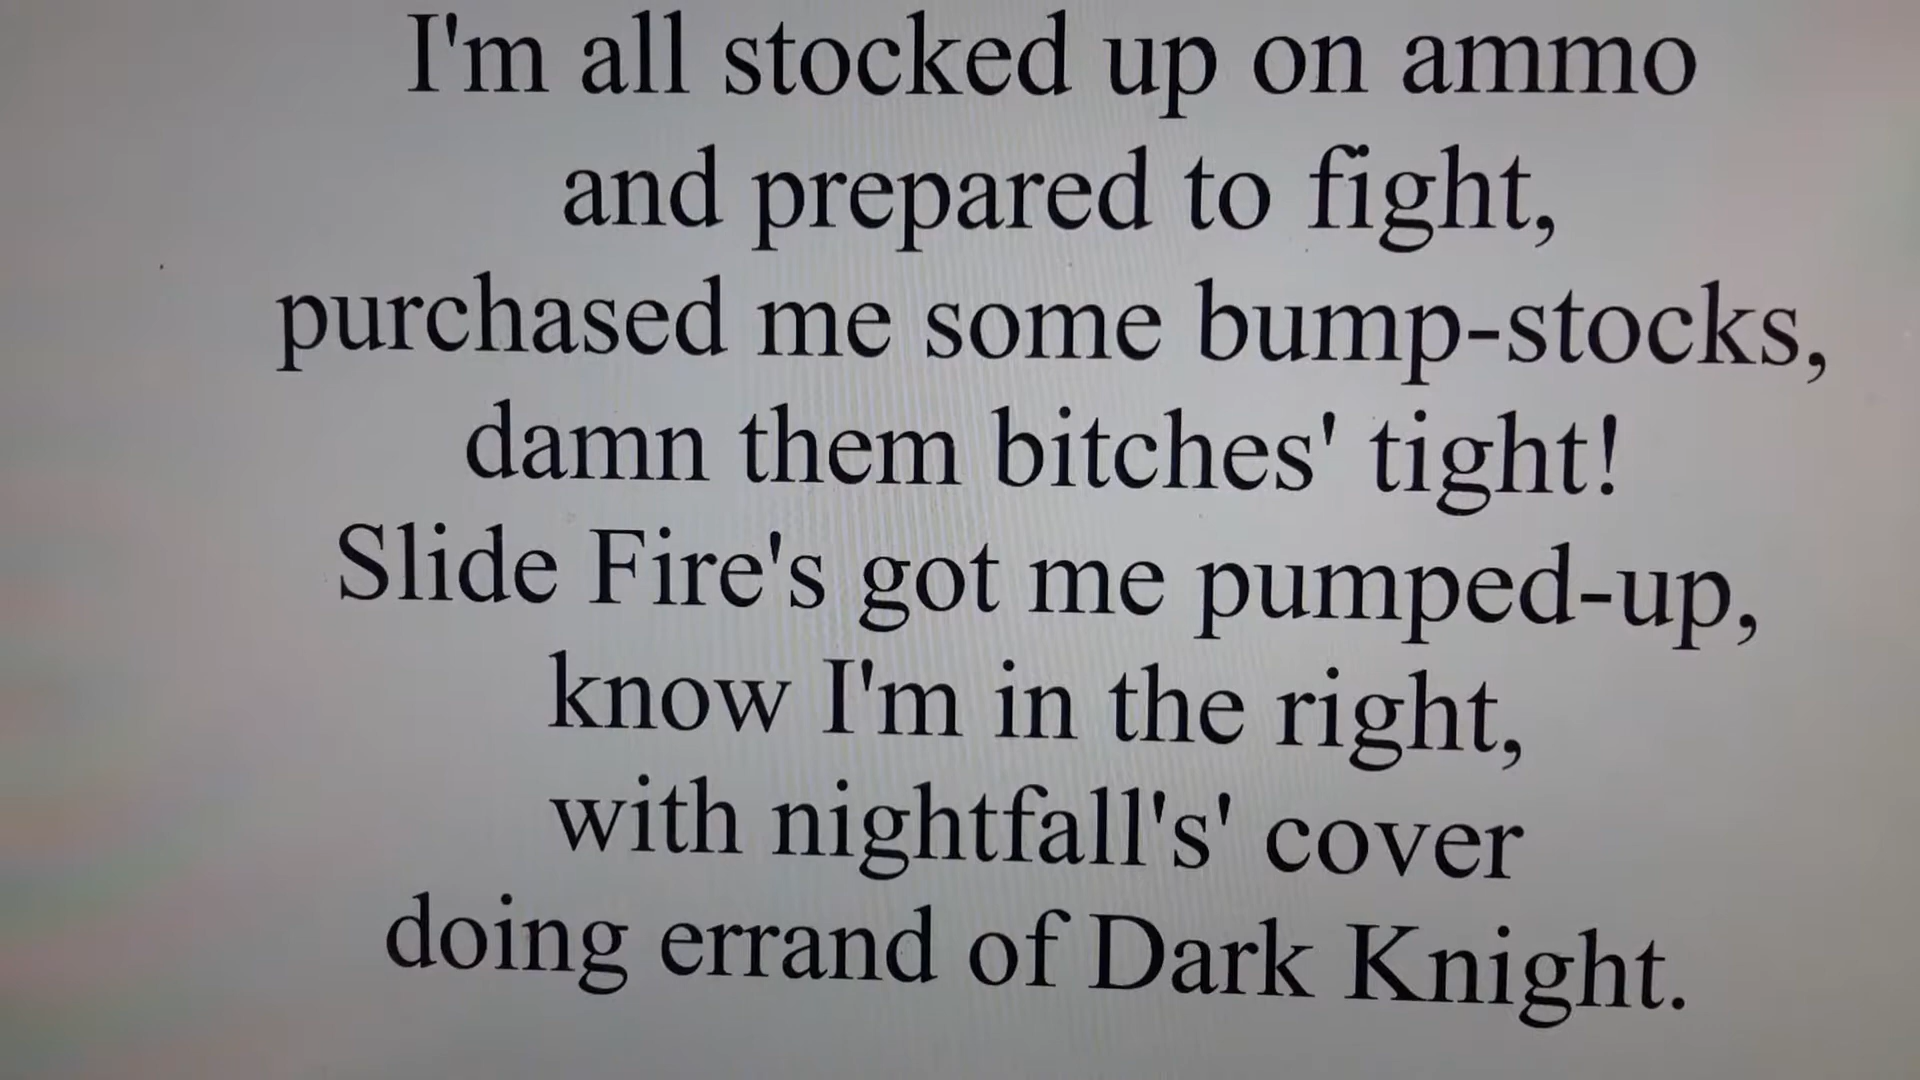 I'm all stocked up on ammo
and prepared to fight,
purchased me some bump-stocks,
damn them bitches' tight!
Slide Fire's got me pumped-up,
know I'm in the right,
with nightfall's' cover
doing errand of Dark Knight.